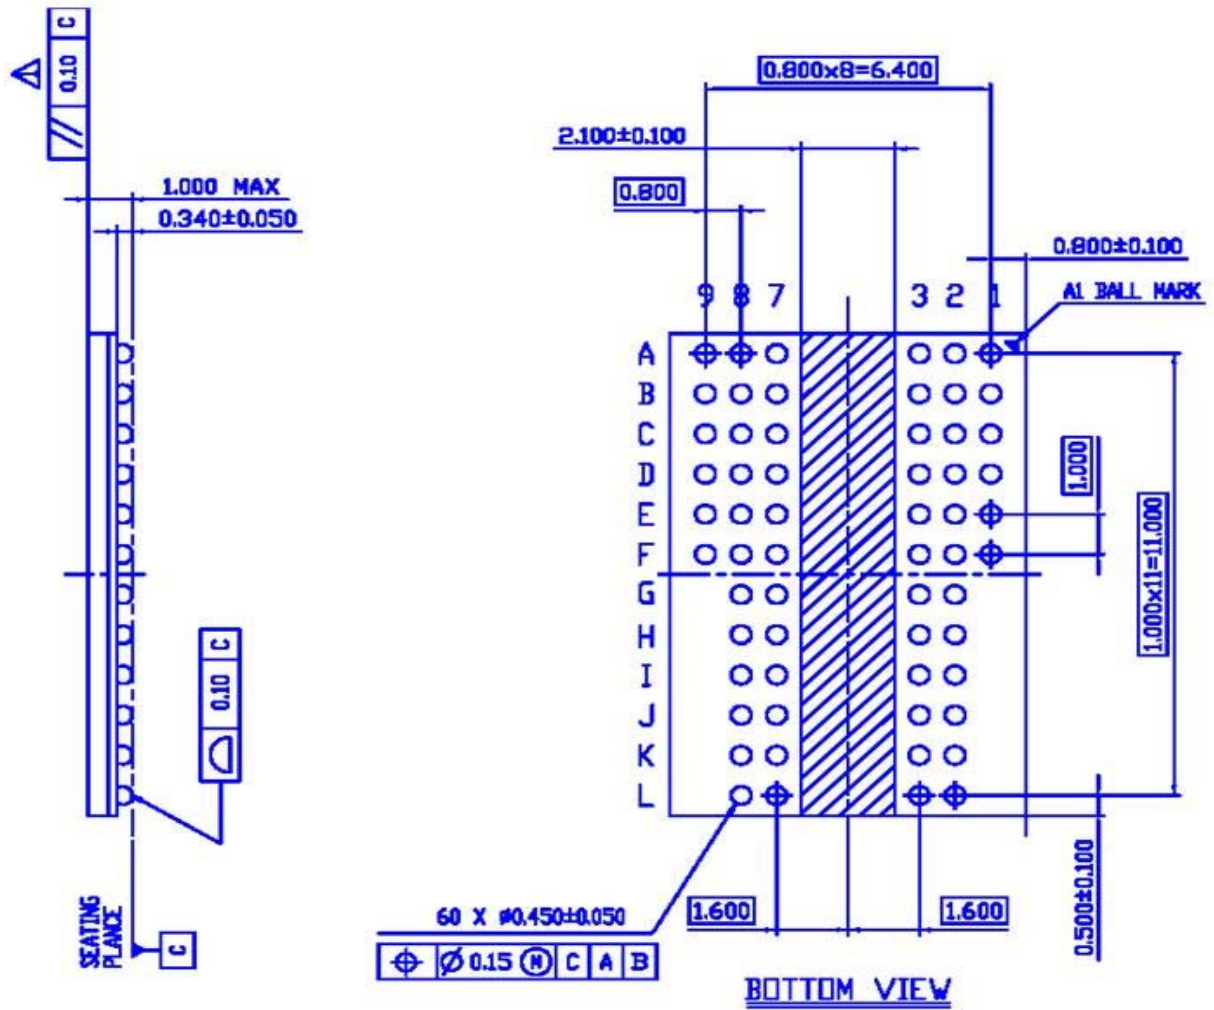 C
0.10
//
1.000 MAX
0.340±0.050
0.10 C
SEATING
PLANCE
C
0.800x8=6.400
2.100±0.100
0.800
0.800±0.100
A1 BALL MARK
9 8 7 3 2 1
A
B
C
D
E
F
G
H
I
J
K
L
1.000
1.000x11=11.000
0.500±0.100
60 X ø0.450±0.050
⌖ Ø 0.15 Ⓜ C A B
1.600
1.600
BOTTOM VIEW